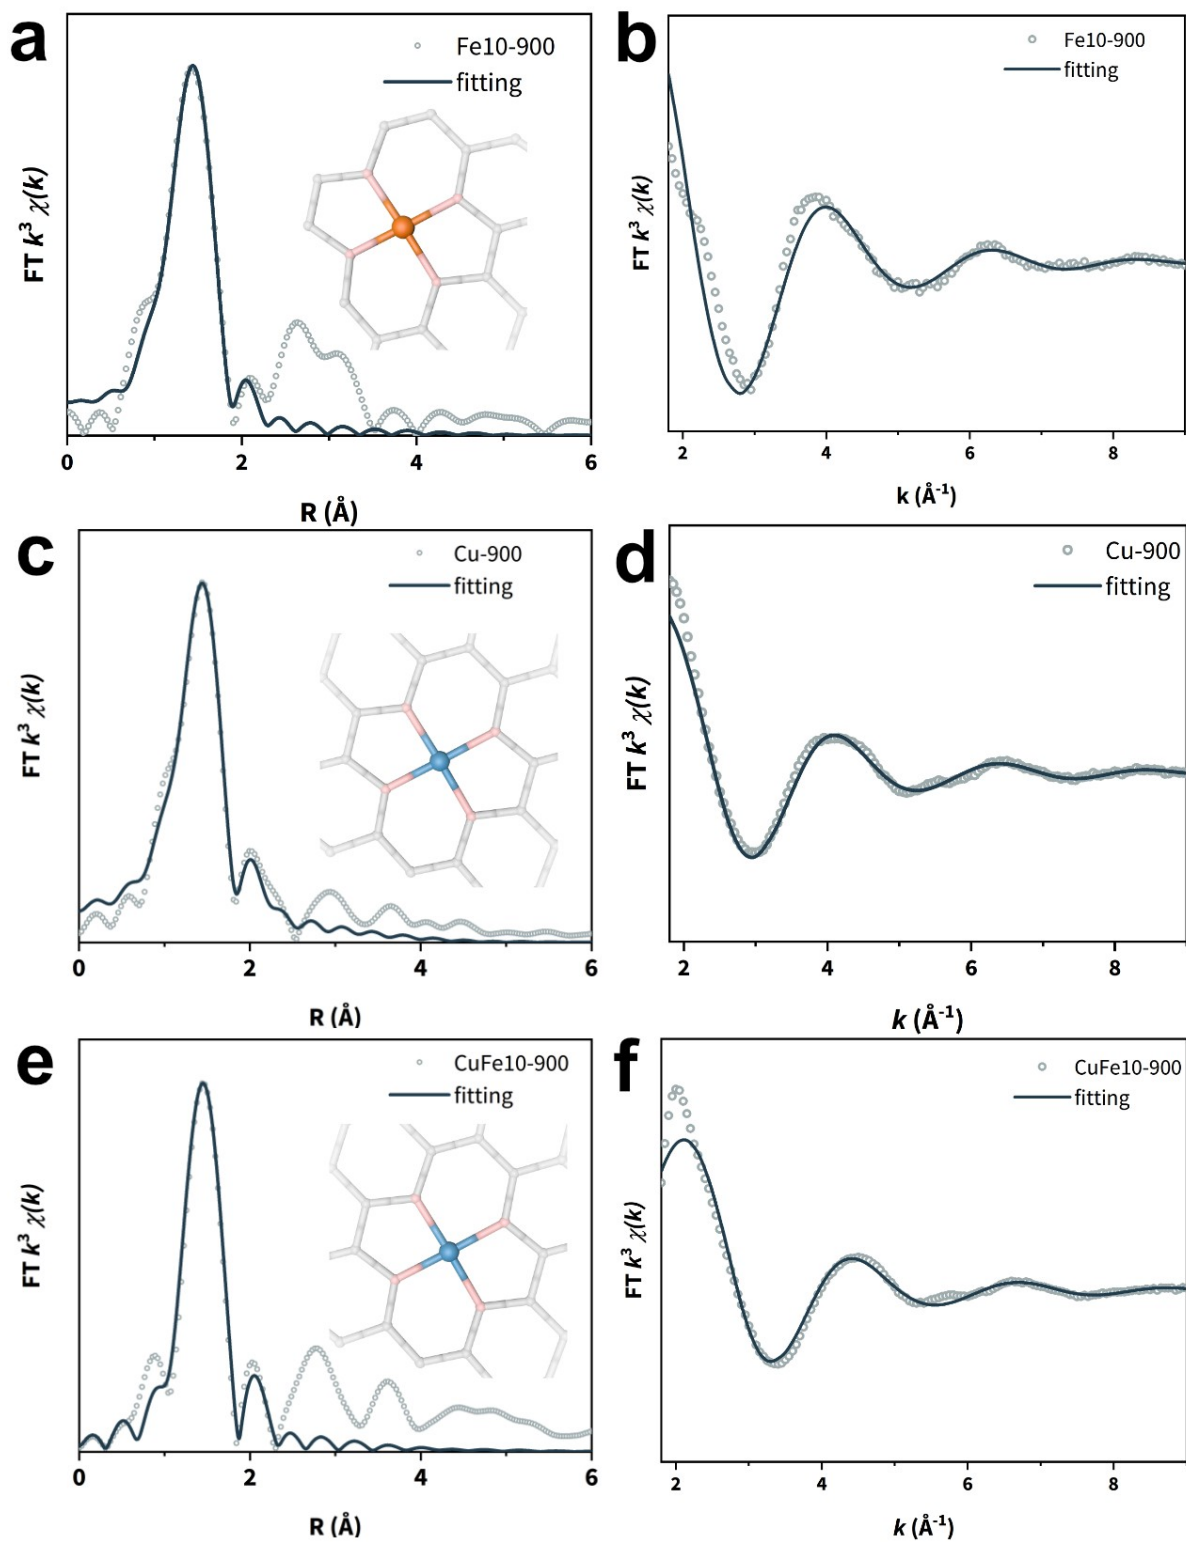 a
Fe10-900
fitting
FT k³ χ(k)
0 2 4 6
R (Å)
b
Fe10-900
fitting
FT k³ χ(k)
2 4 6 8
k (Å⁻¹)
c
Cu-900
fitting
FT k³ χ(k)
0 2 4 6
R (Å)
d
Cu-900
fitting
FT k³ χ(k)
2 4 6 8
k (Å⁻¹)
e
CuFe10-900
fitting
FT k³ χ(k)
0 2 4 6
R (Å)
f
CuFe10-900
fitting
FT k³ χ(k)
2 4 6 8
k (Å⁻¹)